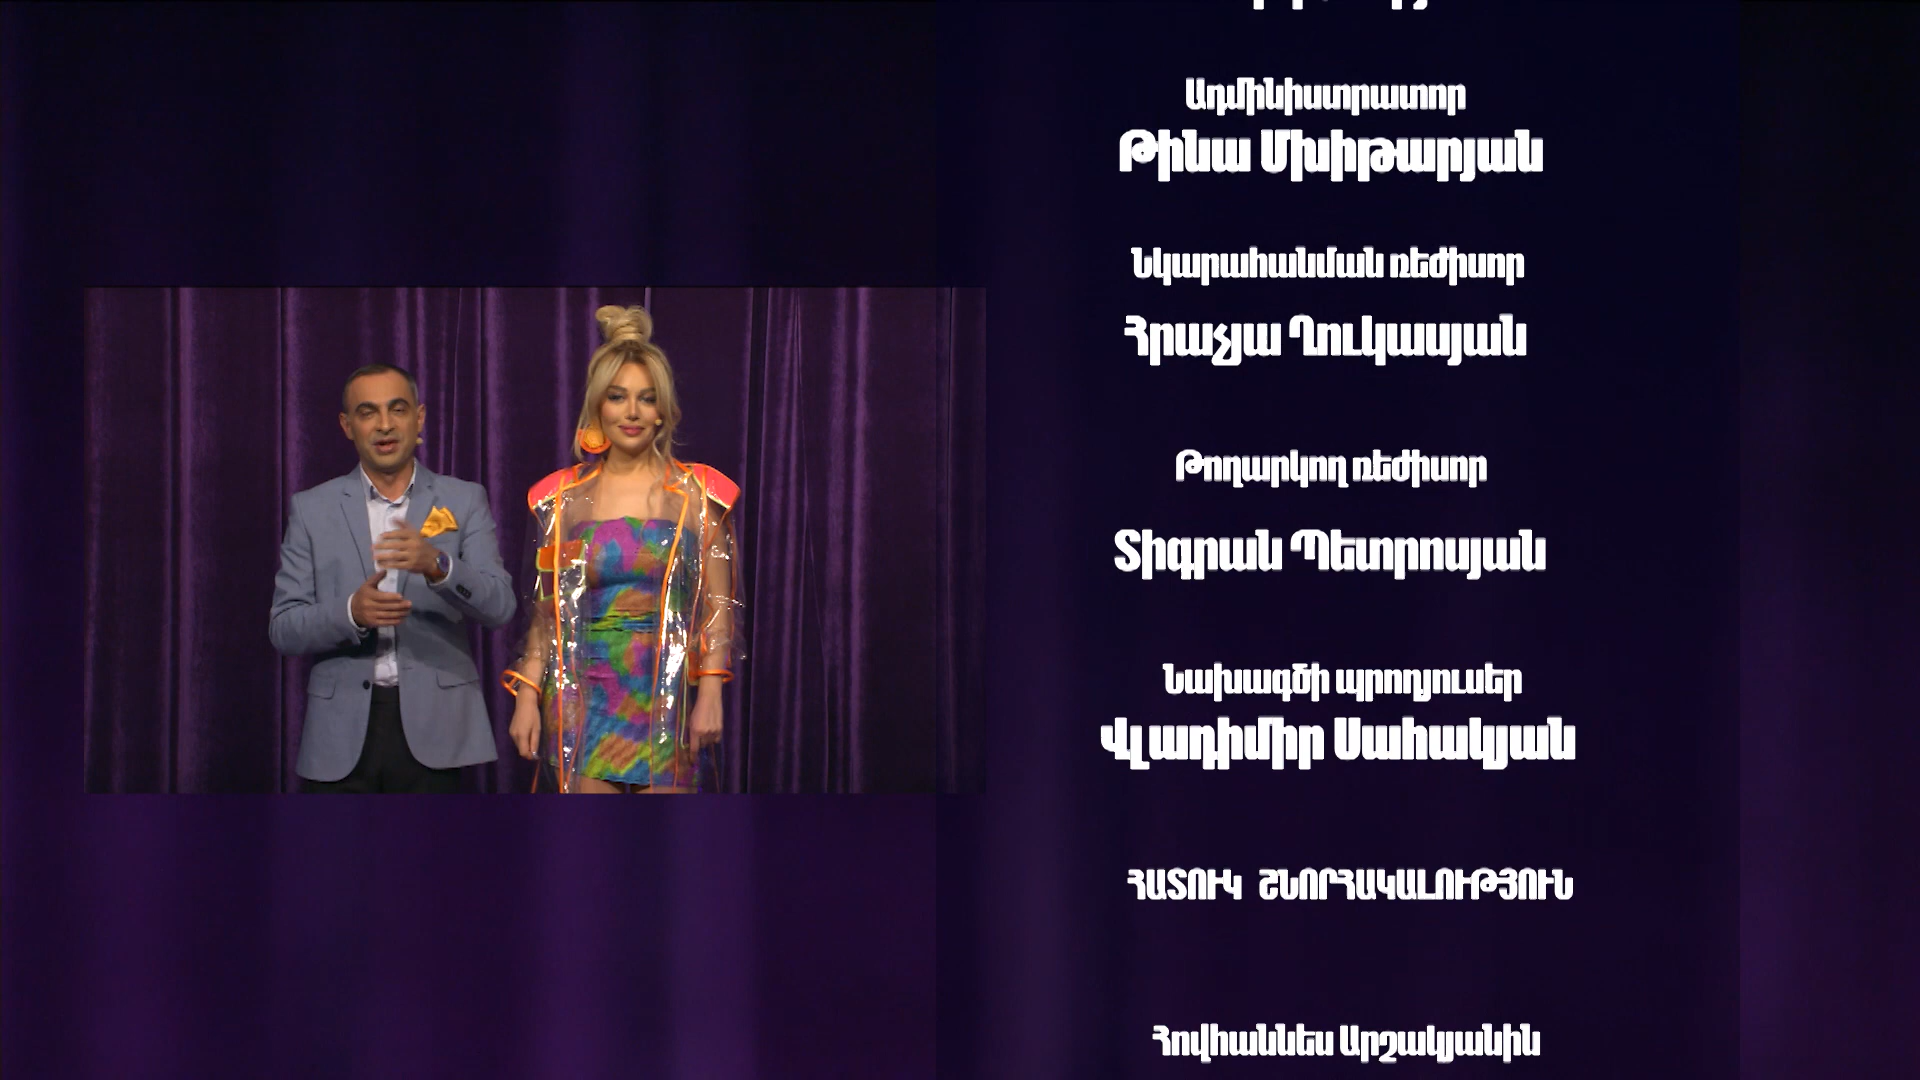 Ադմինիստրատոր
Թինա Մխիթարյան
Նկարահանման ռեժիսոր
Հրաչյա Ղուկասյան
Թողարկող ռեժիսոր
Տիգրան Պետրոսյան
Նախագծի պրոդյուսեր
Վլադիմիր Սահակյան
ՀԱՏՈՒԿ ՇՆՈՐՀԱԿԱԼՈՒԹՅՈՒՆ
Հովհաննես Արշակյանին